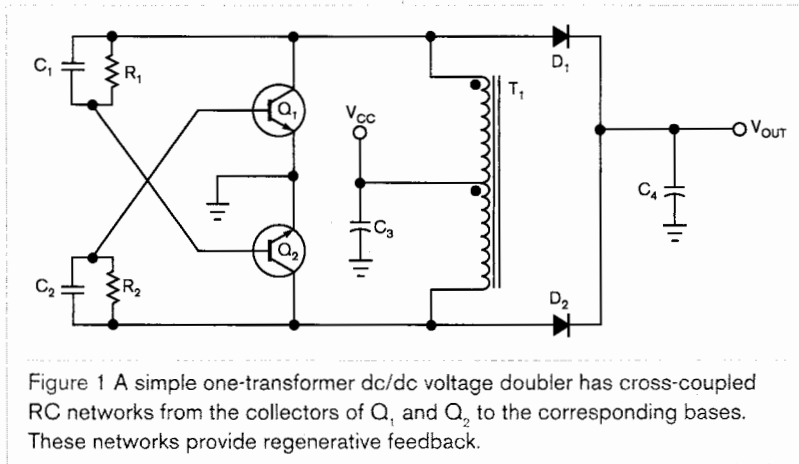 C1
R1
Q1
VCC
T1
D1
VOUT
C4
C3
Q2
C2
R2
D2
Figure 1 A simple one-transformer dc/dc voltage doubler has cross-coupled
RC networks from the collectors of Q1 and Q2 to the corresponding bases.
These networks provide regenerative feedback.